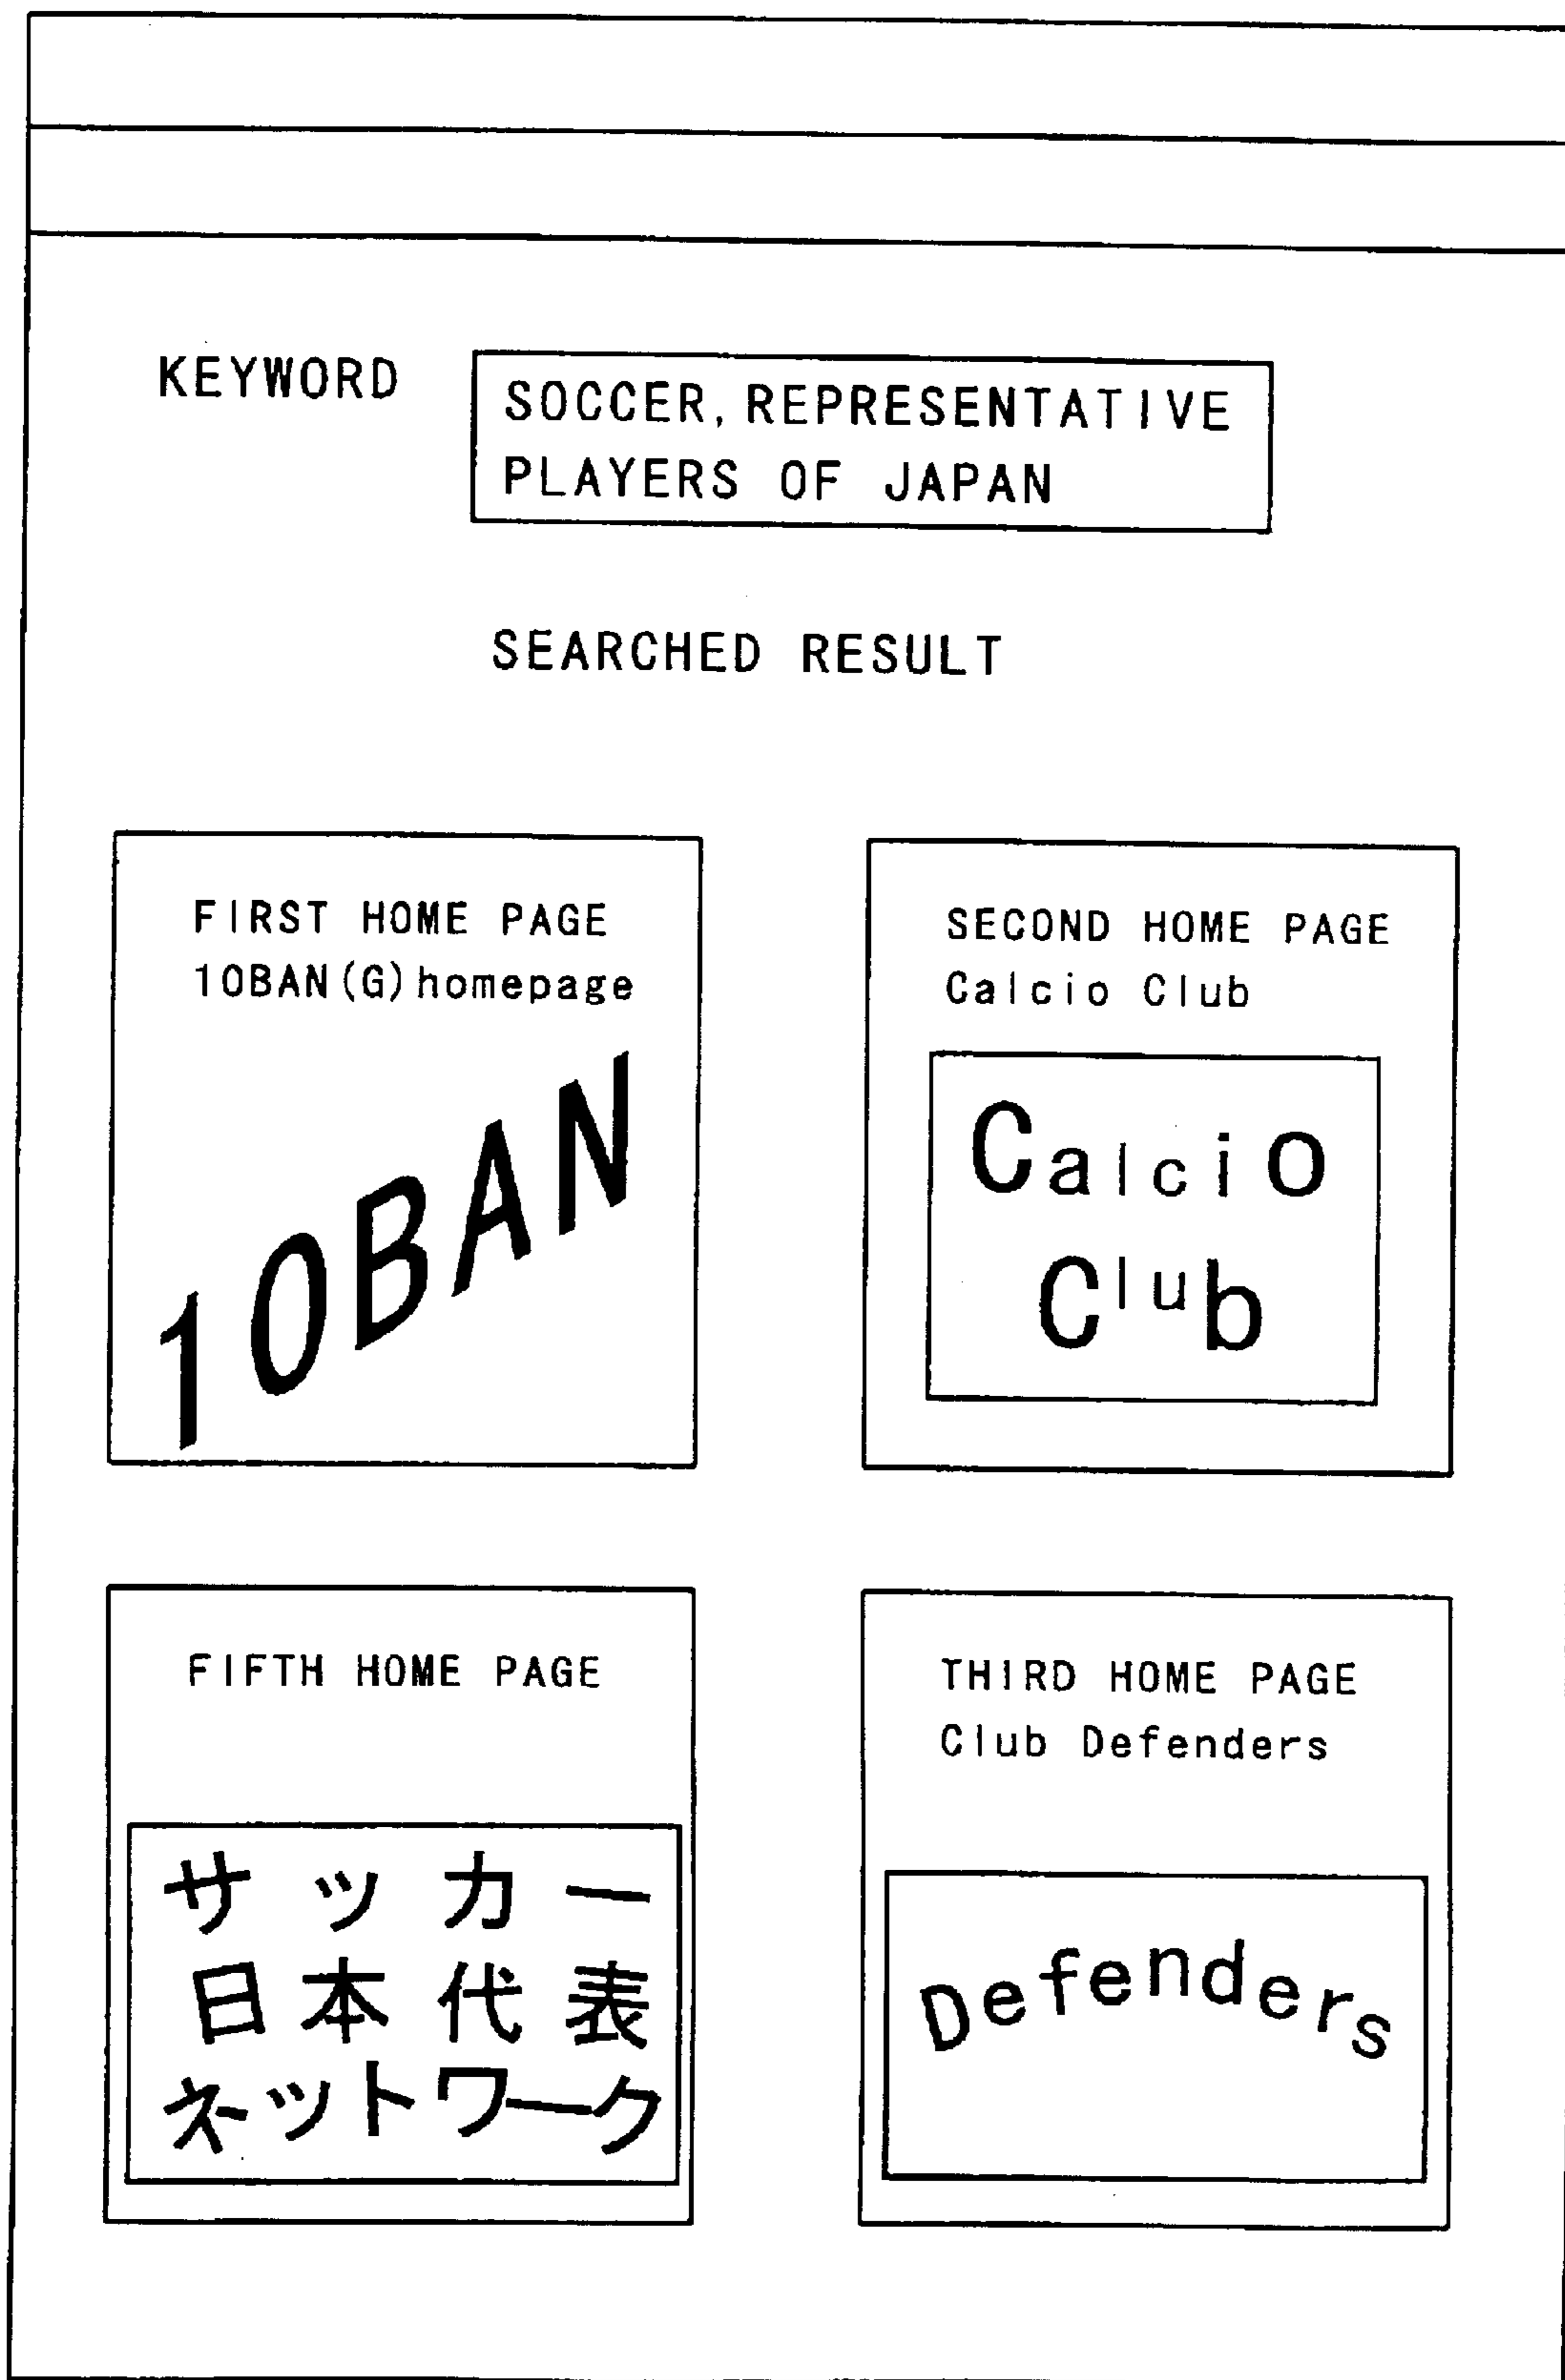 KEYWORD
SOCCER, REPRESENTATIVE
PLAYERS OF JAPAN
SEARCHED RESULT
FIRST HOME PAGE
10BAN(G)homepage
10BAN
SECOND HOME PAGE
Calcio Club
Calcio
Club
FIFTH HOME PAGE
サッカー
日本代表
ネットワーク
THIRD HOME PAGE
Club Defenders
Defenders